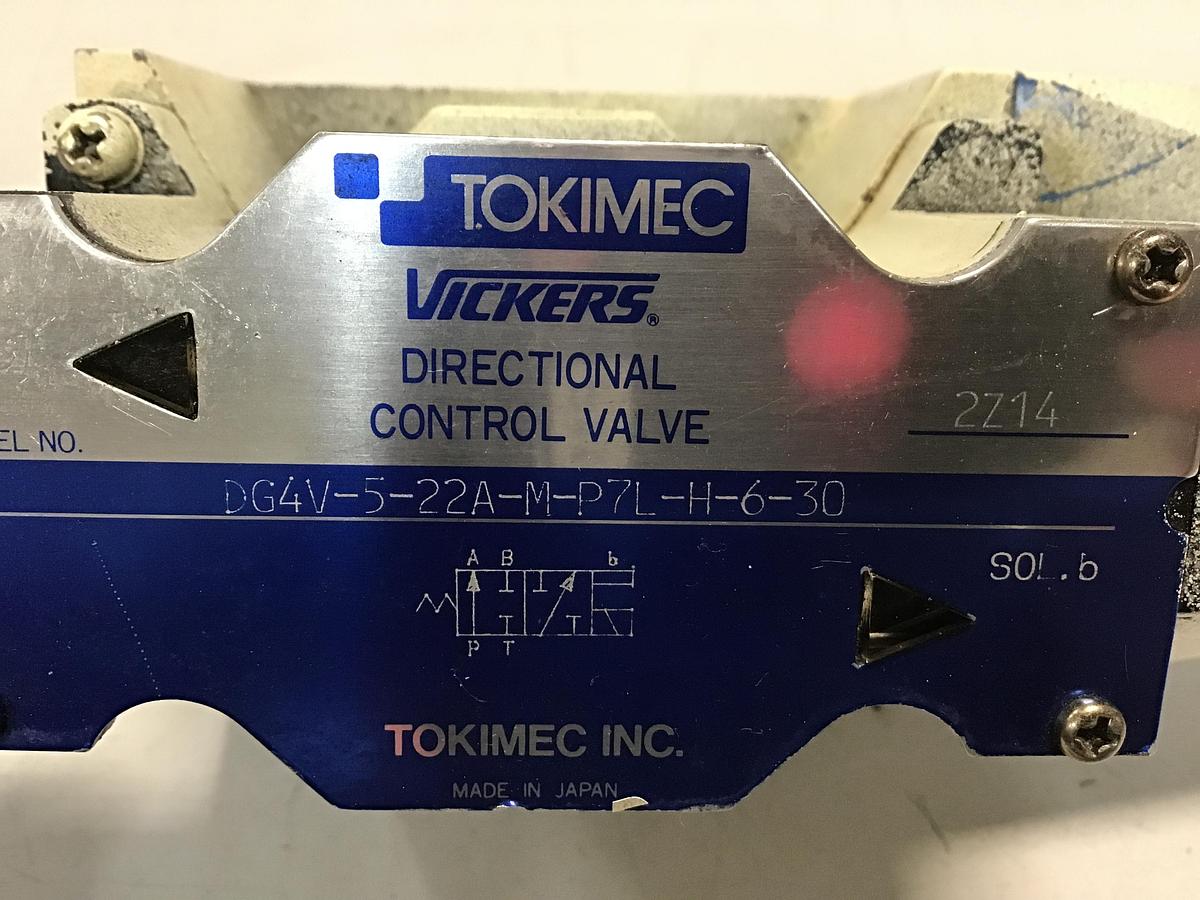 TOKIMEC
VICKERS®
DIRECTIONAL
CONTROL VALVE
2Z14
EL NO.
DG4V-5-22A-M-P7L-H-6-30
A B b
SOL.b
P T
TOKIMEC INC.
MADE IN JAPAN